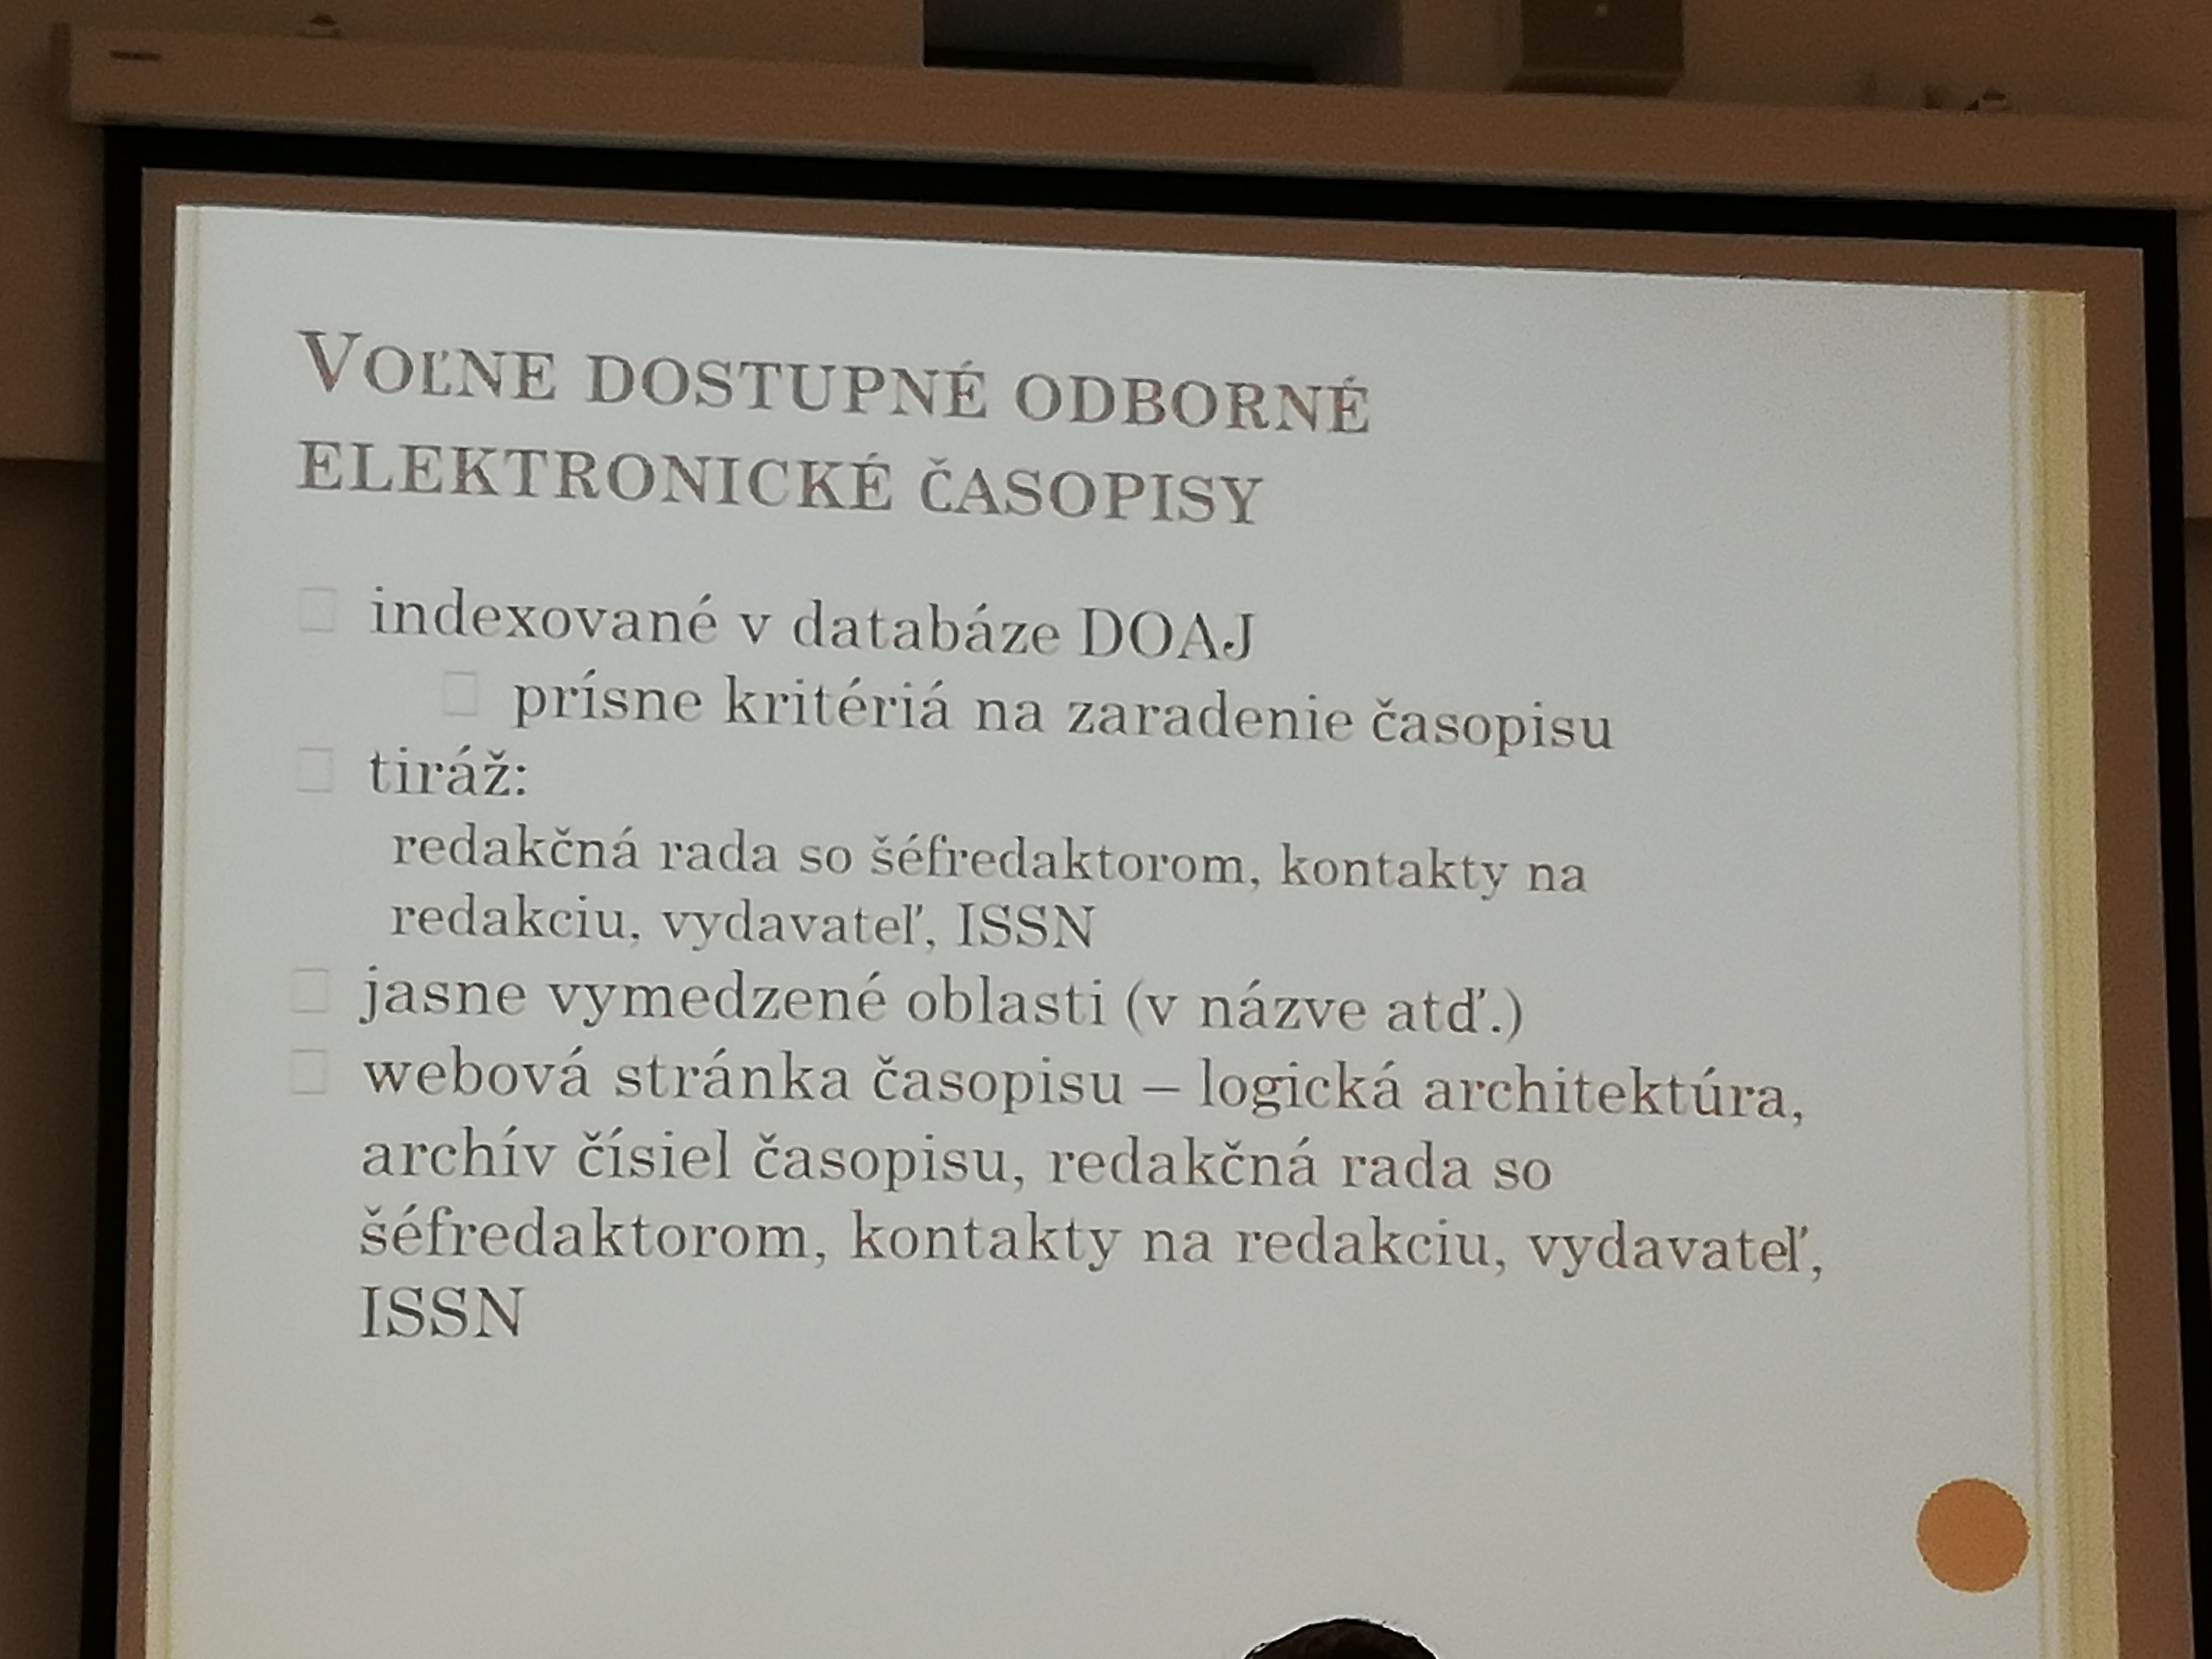 VOĽNE DOSTUPNÉ ODBORNÉ
ELEKTRONICKÉ ČASOPISY
indexované v databáze DOAJ
prísne kritériá na zaradenie časopisu
tiráž:
redakčná rada so šéfredaktorom, kontakty na
redakciu, vydavateľ, ISSN
jasne vymedzené oblasti (v názve atď.)
webová stránka časopisu – logická architektúra,
archív čísiel časopisu, redakčná rada so
šéfredaktorom, kontakty na redakciu, vydavateľ,
ISSN